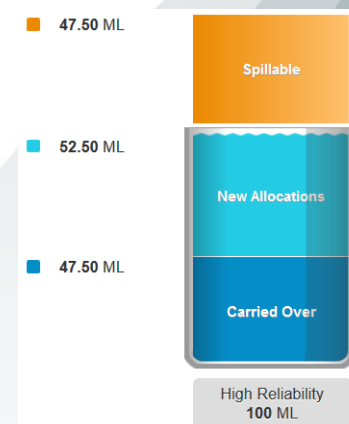 47.50 ML
Spillable
52.50 ML
New Allocations
47.50 ML
Carried Over
High Reliability
100 ML